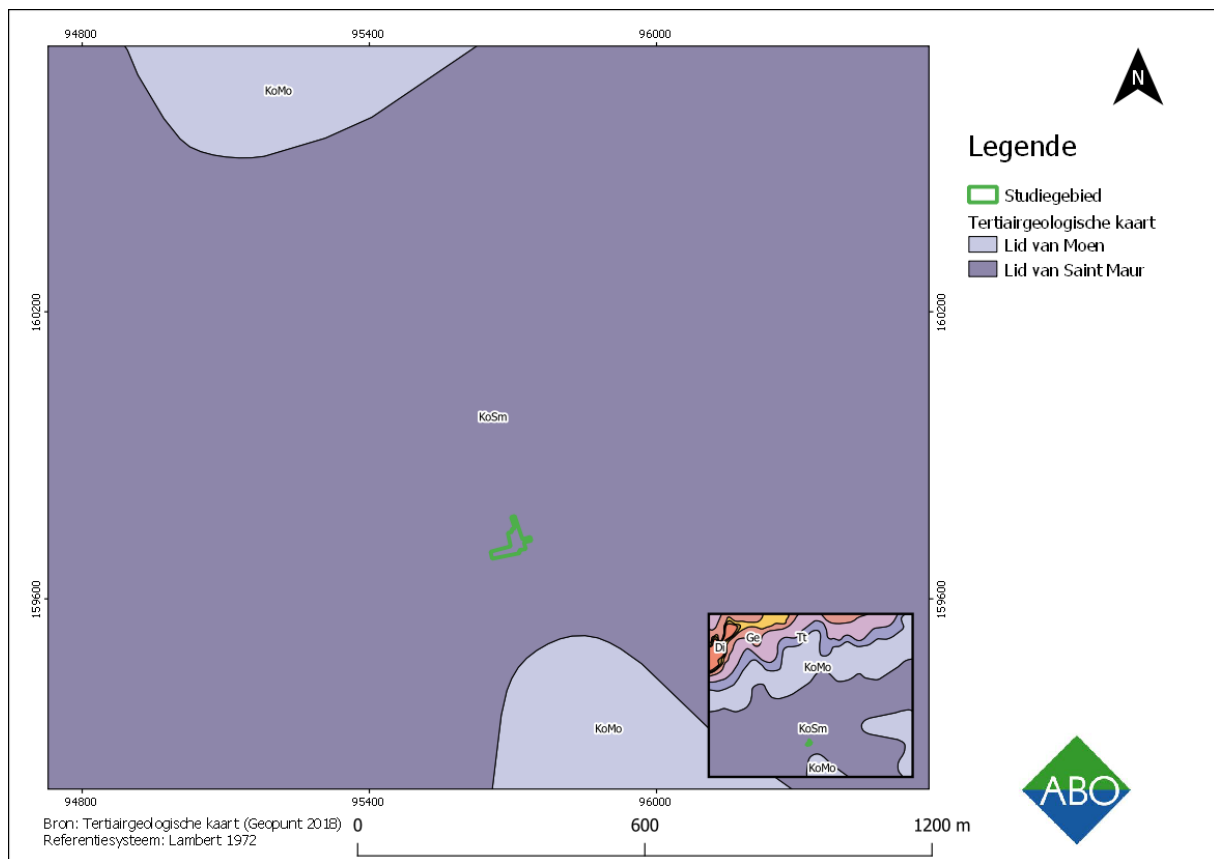 94800 95400 96000
N
KoMo
Legende
Studiegebied
Tertiairgeologische kaart
Lid van Moen
Lid van Saint Maur
160200 160200
KoSm
159600 159600
Di Ge Tt
KoMo
KoSm
KoMo
KoMo
94800 95400 96000
ABO
Bron: Tertiairgeologische kaart (Geopunt 2018)
Referentiesysteem: Lambert 1972
0 600 1200 m